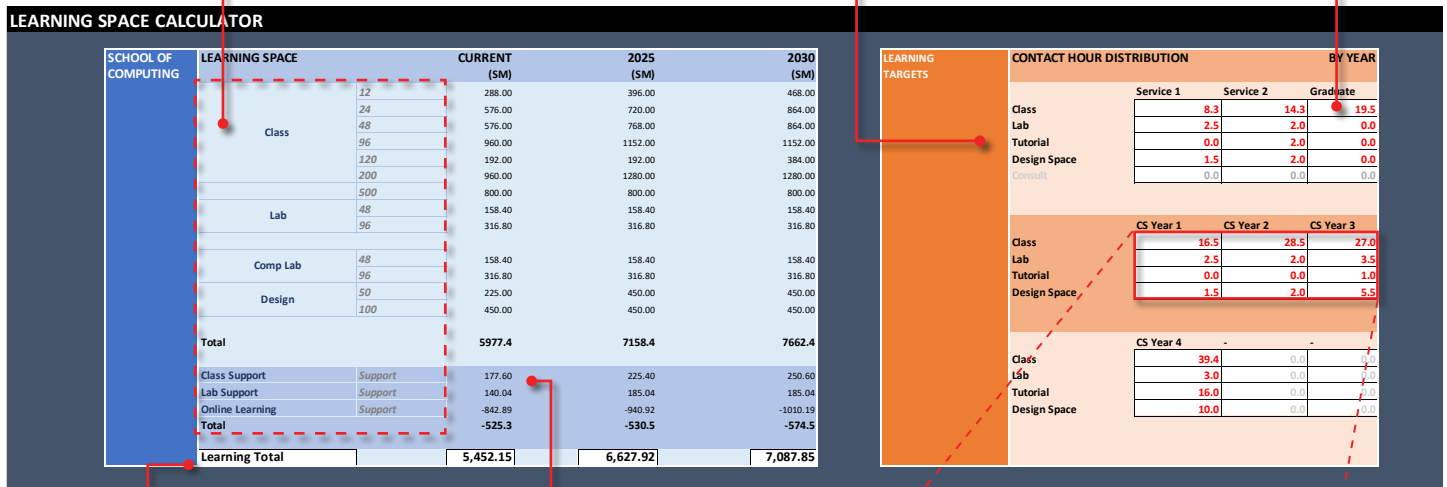 LEARNING SPACE CALCULATOR
SCHOOL OF COMPUTING LEARNING SPACE CURRENT (SM) 2025 (SM) 2030 (SM)
Class
12 288.00 396.00 468.00
24 576.00 720.00 864.00
48 576.00 768.00 864.00
96 960.00 1152.00 1152.00
120 192.00 192.00 384.00
200 960.00 1280.00 1280.00
500 800.00 800.00 800.00
Lab
48 158.40 158.40 158.40
96 316.80 316.80 316.80
Comp Lab
48 158.40 158.40 158.40
96 316.80 316.80 316.80
Design
50 225.00 450.00 450.00
100 450.00 450.00 450.00
Total 5977.4 7158.4 7662.4
Class Support Support 177.60 225.40 250.60
Lab Support Support 140.04 185.04 185.04
Online Learning Support -842.89 -940.92 -1010.19
Total -525.3 -530.5 -574.5
Learning Total 5,452.15 6,627.92 7,087.85
LEARNING TARGETS CONTACT HOUR DISTRIBUTION BY YEAR
Service 1 Service 2 Graduate
Class 8.3 14.3 19.5
Lab 2.5 2.0 0.0
Tutorial 0.0 2.0 0.0
Design Space 1.5 2.0 0.0
Consult 0.0 0.0 0.0
CS Year 1 CS Year 2 CS Year 3
Class 16.5 28.5 27.0
Lab 2.5 2.0 3.5
Tutorial 0.0 0.0 1.0
Design Space 1.5 2.0 5.5
CS Year 4 - -
Class 39.4 0.0 0.0
Lab 3.0 0.0 0.0
Tutorial 16.0 0.0 0.0
Design Space 10.0 0.0 0.0